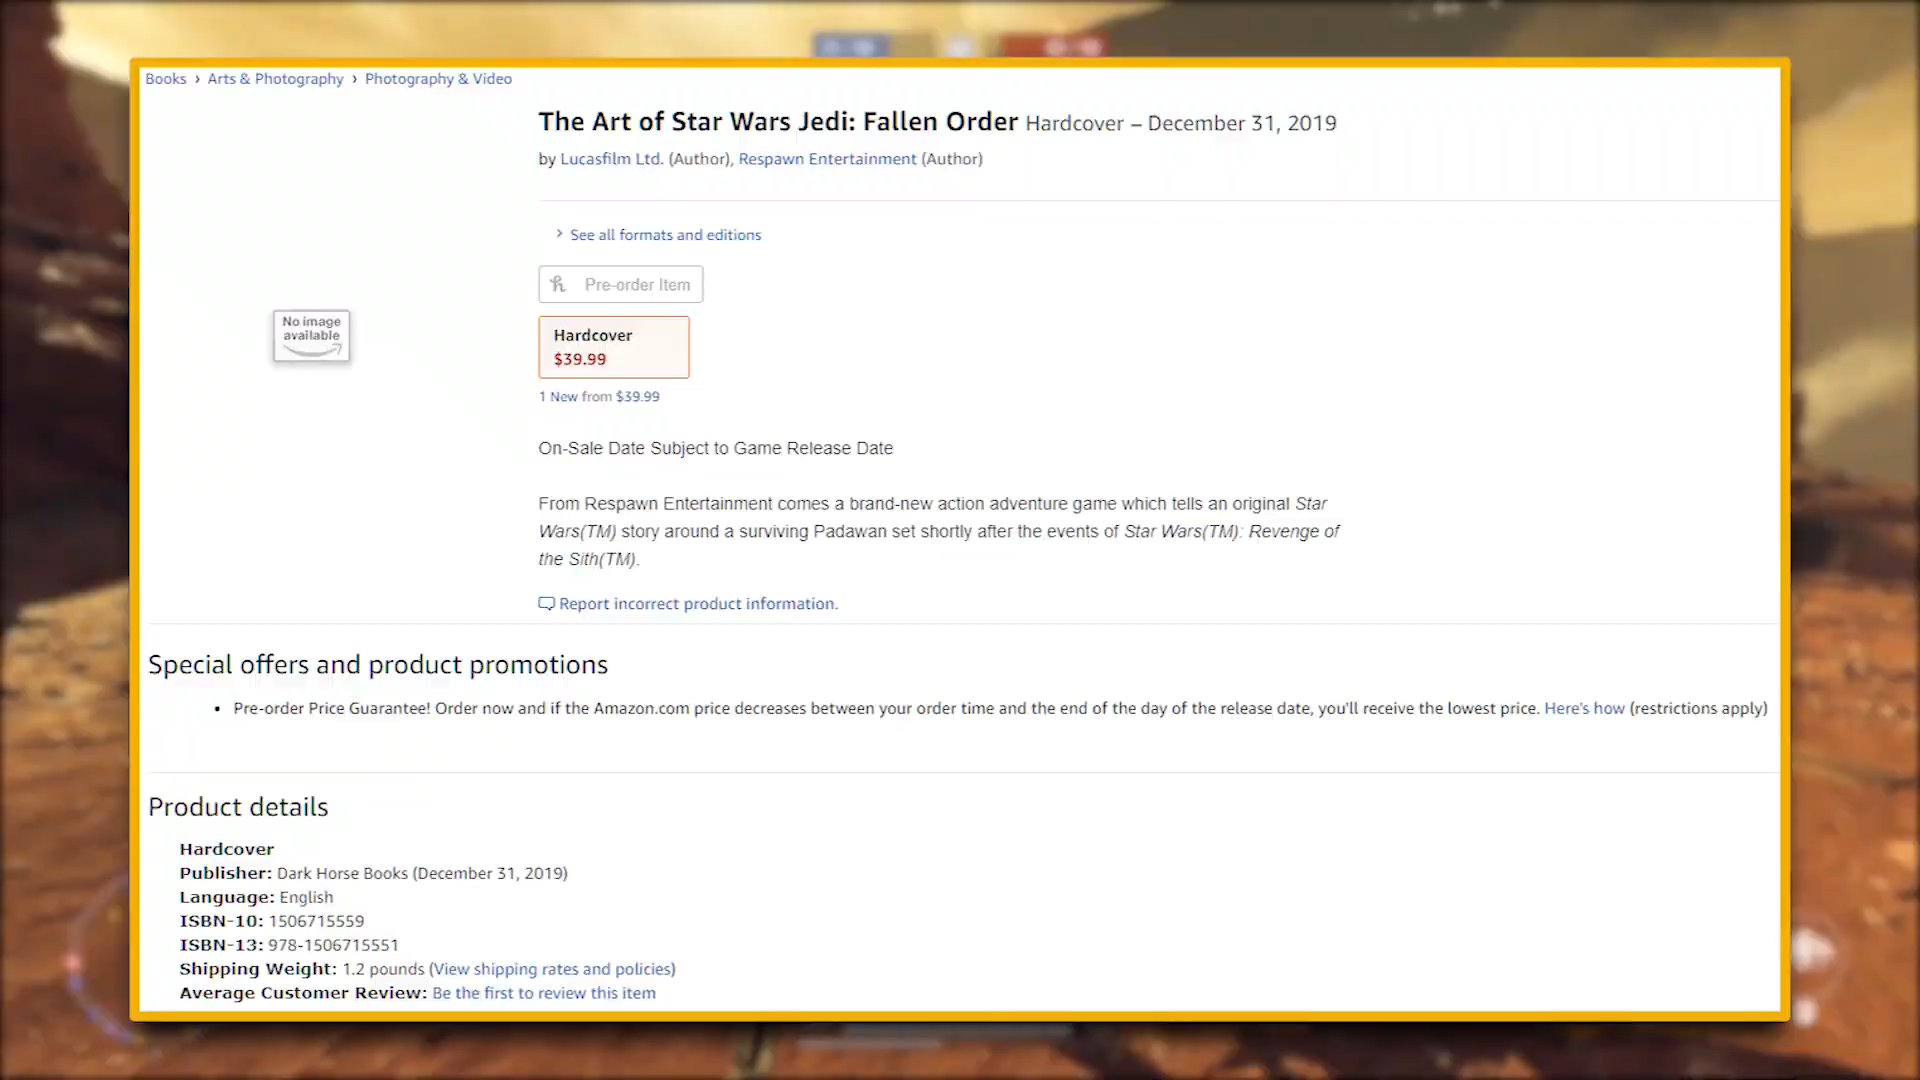 Books › Arts & Photography › Photography & Video
The Art of Star Wars Jedi: Fallen Order Hardcover – December 31, 2019
by Lucasfilm Ltd. (Author), Respawn Entertainment (Author)
› See all formats and editions
Pre-order Item
No image
available
Hardcover
$39.99
1 New from $39.99
On-Sale Date Subject to Game Release Date
From Respawn Entertainment comes a brand-new action adventure game which tells an original Star
Wars(TM) story around a surviving Padawan set shortly after the events of Star Wars(TM): Revenge of
the Sith(TM).
Report incorrect product information.
Special offers and product promotions
• Pre-order Price Guarantee! Order now and if the Amazon.com price decreases between your order time and the end of the day of the release date, you'll receive the lowest price. Here's how (restrictions apply)
Product details
Hardcover
Publisher: Dark Horse Books (December 31, 2019)
Language: English
ISBN-10: 1506715559
ISBN-13: 978-1506715551
Shipping Weight: 1.2 pounds (View shipping rates and policies)
Average Customer Review: Be the first to review this item